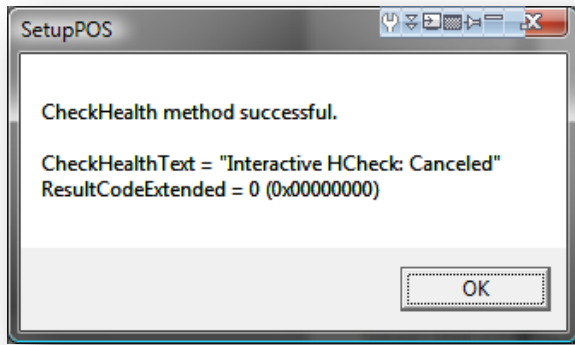 SetupPOS
CheckHealth method successful.
CheckHealthText = "Interactive HCheck: Canceled"
ResultCodeExtended = 0 (0x00000000)
OK